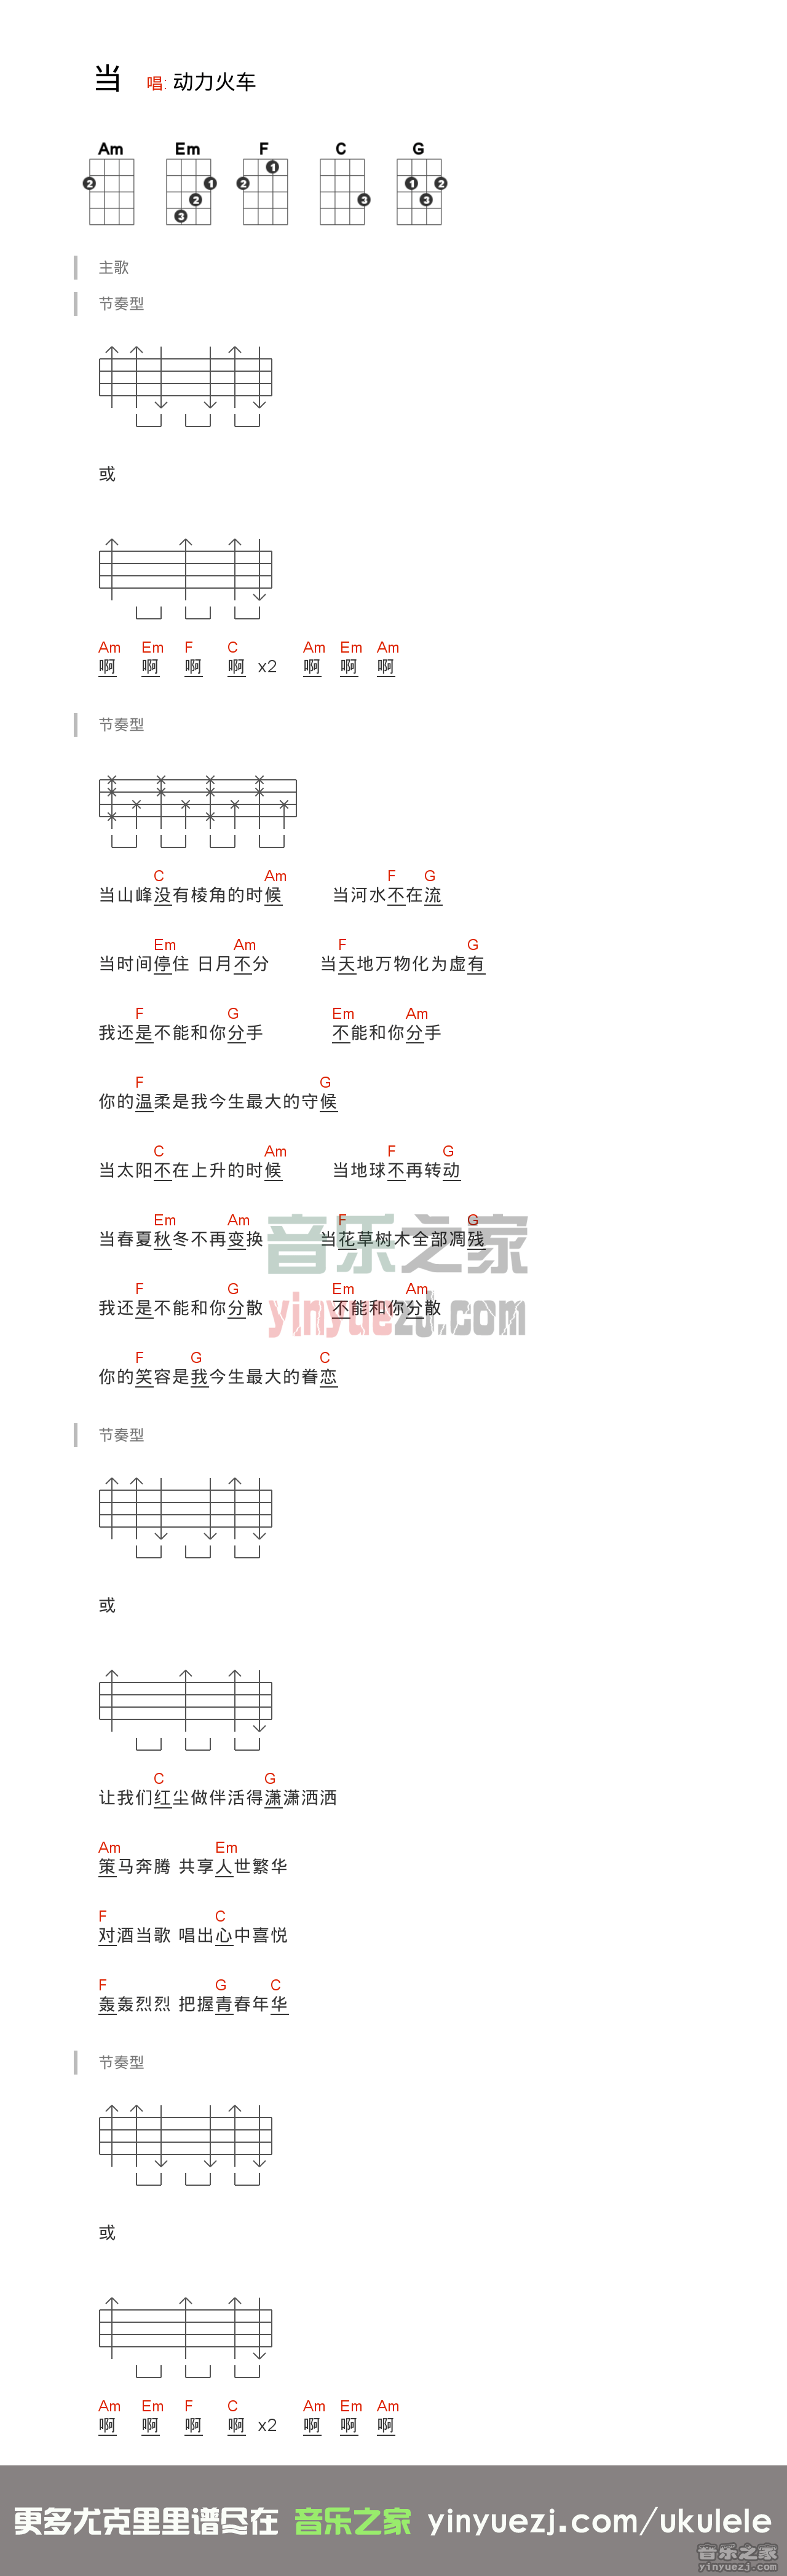 当 唱: 动力火车
Am Em F C G
2 3 2 1 2 1 3 1 3 2
主歌
节奏型
或
Am Em F C Am Em Am
啊 啊 啊 啊 x2 啊 啊 啊
节奏型
C Am F G
当山峰没有棱角的时候 当河水不在流
Em Am F G
当时间停住 日月不分 当天地万物化为虚有
F G Em Am
我还是不能和你分手 不能和你分手
F G
你的温柔是我今生最大的守候
C Am F G
当太阳不在上升的时候 当地球不再转动
Em Am F G
当春夏秋冬不再变换 当花草树木全部凋残
F G Em Am
我还是不能和你分散 不能和你分散
F G C
你的笑容是我今生最大的眷恋
音乐之家
yinyuezj.com
节奏型
或
C G
让我们红尘做伴活得潇潇洒洒
Am Em
策马奔腾 共享人世繁华
F C
对酒当歌 唱出心中喜悦
F G C
轰轰烈烈 把握青春年华
节奏型
或
Am Em F C Am Em Am
啊 啊 啊 啊 x2 啊 啊 啊
更多尤克里里谱尽在 音乐之家 yinyuezj.com/ukulele
音乐之家
yinyuezj.com